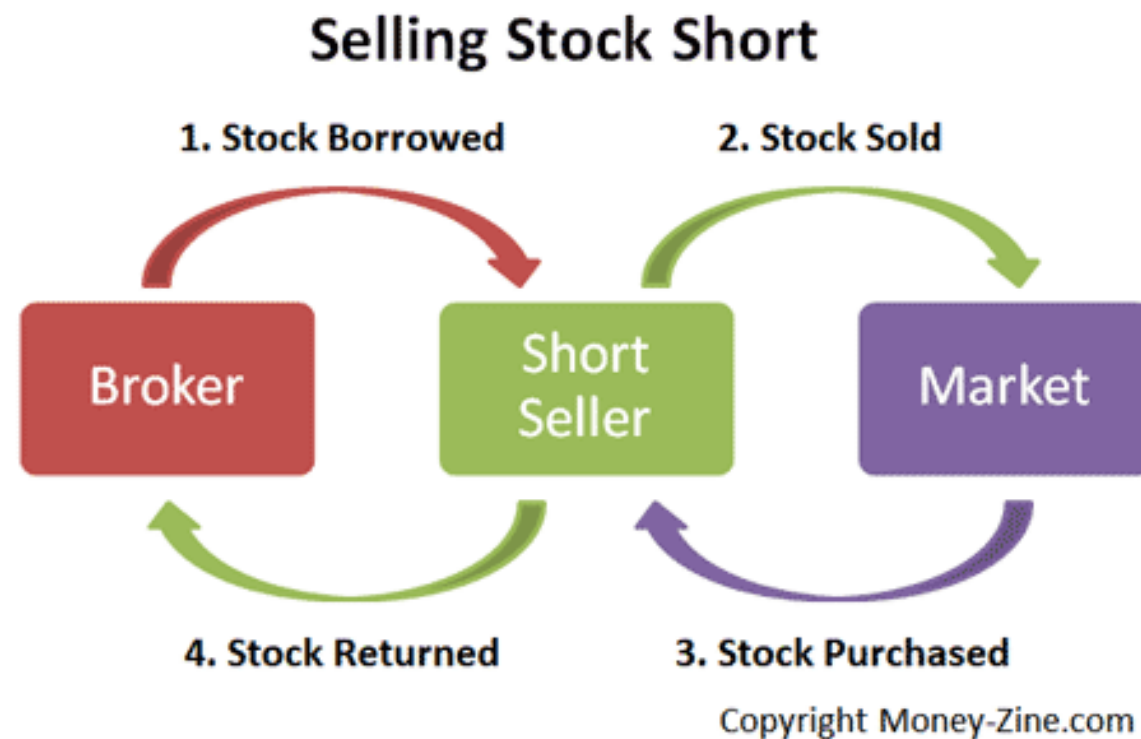 Selling Stock Short
1. Stock Borrowed
2. Stock Sold
Broker
Short
Seller
Market
4. Stock Returned
3. Stock Purchased
Copyright Money-Zine.com